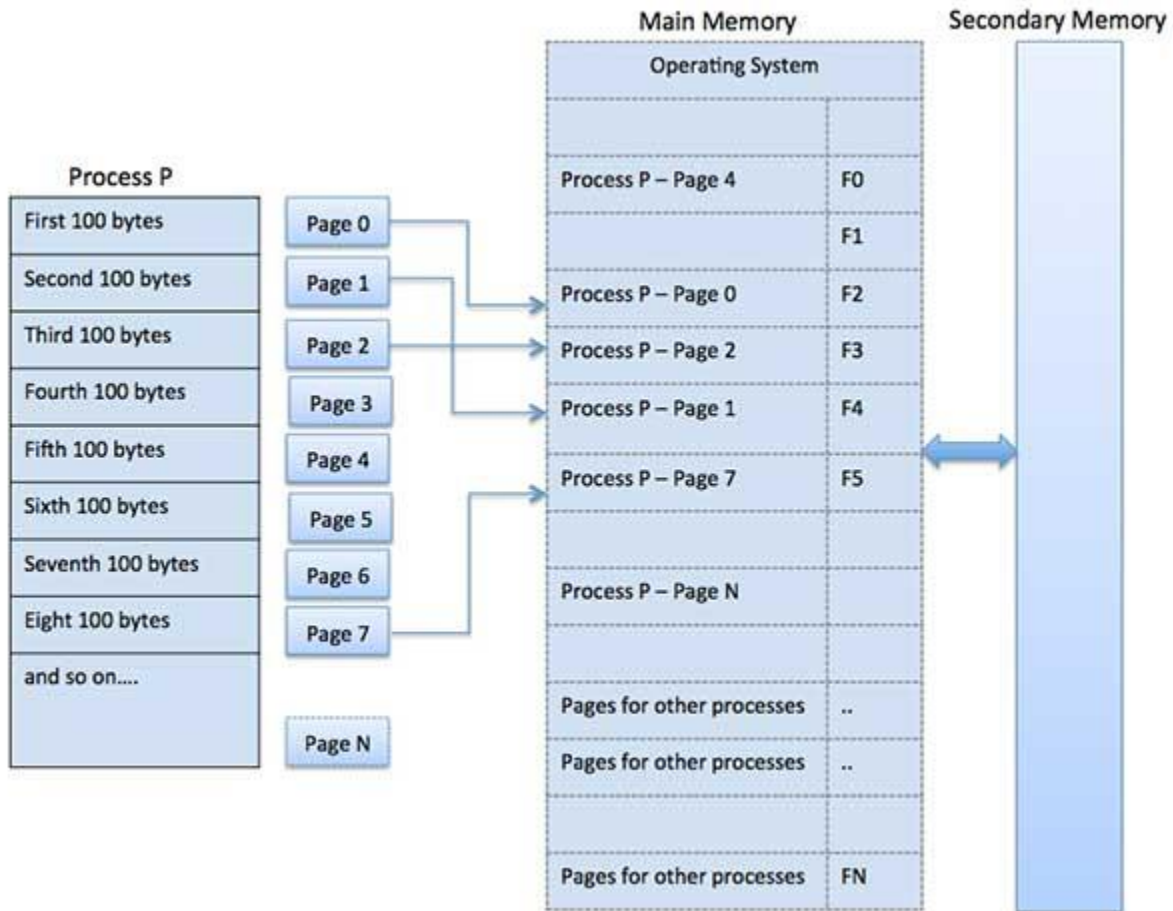 Main Memory
Secondary Memory
Operating System
Process P
First 100 bytes
Second 100 bytes
Third 100 bytes
Fourth 100 bytes
Fifth 100 bytes
Sixth 100 bytes
Seventh 100 bytes
Eight 100 bytes
and so on....
Page 0
Page 1
Page 2
Page 3
Page 4
Page 5
Page 6
Page 7
Page N
Process P – Page 4 F0
F1
Process P – Page 0 F2
Process P – Page 2 F3
Process P – Page 1 F4
Process P – Page 7 F5
Process P – Page N
Pages for other processes ..
Pages for other processes ..
Pages for other processes FN